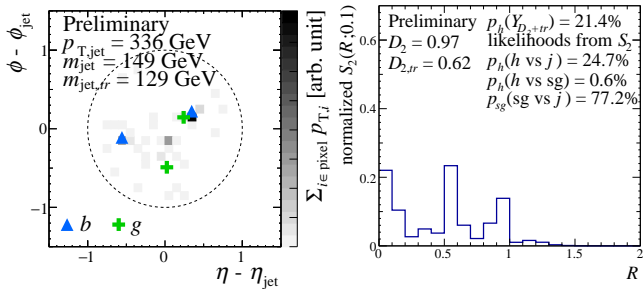 Preliminary
p_T,jet = 336 GeV
m_jet = 149 GeV
m_jet,tr = 129 GeV
ϕ - ϕ_jet
1
0
−1
b
g
−1
0
1
η - η_jet
Σ_i∈ pixel p_T,i [arb. unit]
Preliminary
D_2 = 0.97
D_2,tr = 0.62
p_h(Y_D_2+tr) = 21.4%
likelihoods from S_2
p_h(h vs j) = 24.7%
p_h(h vs sg) = 0.6%
p_sg(sg vs j) = 77.2%
normalized S_2(R;0.1)
0.6
0.4
0.2
0
0
0.5
1
1.5
2
R